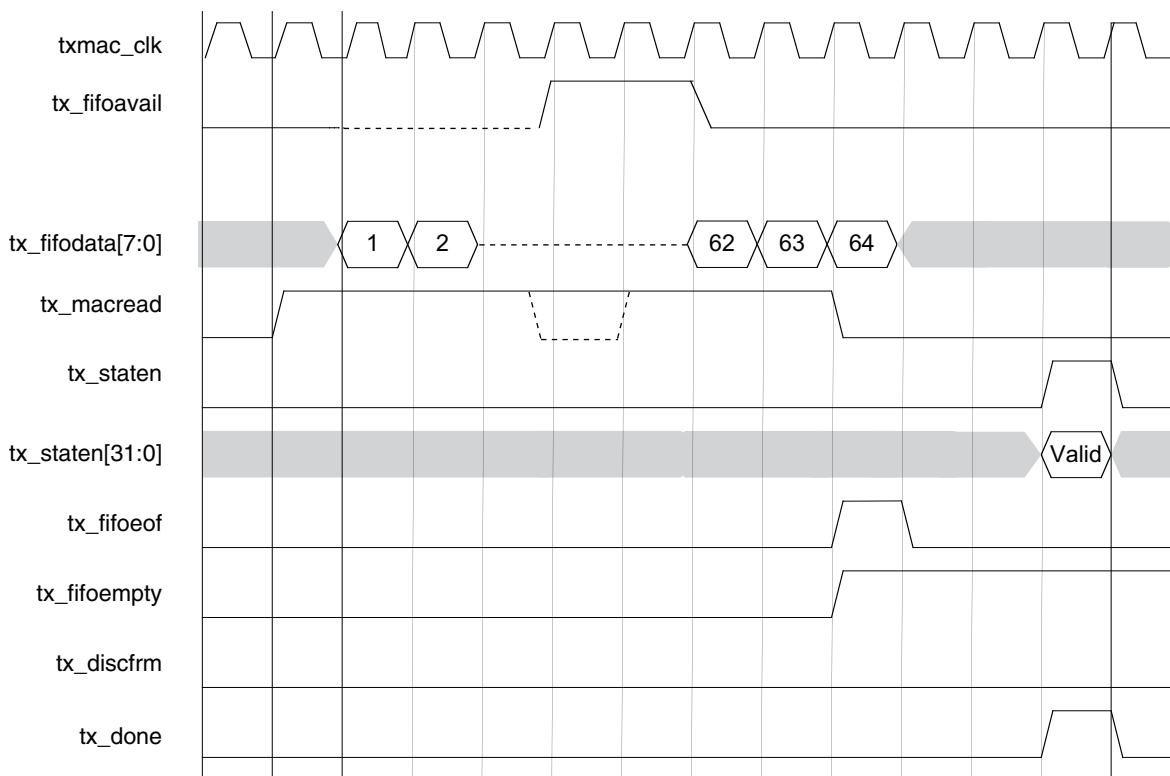 txmac_clk
tx_fifoavail
tx_fifodata[7:0] 1 2 62 63 64
tx_macread
tx_staten
tx_staten[31:0] Valid
tx_fifoeof
tx_fifoempty
tx_discfrm
tx_done